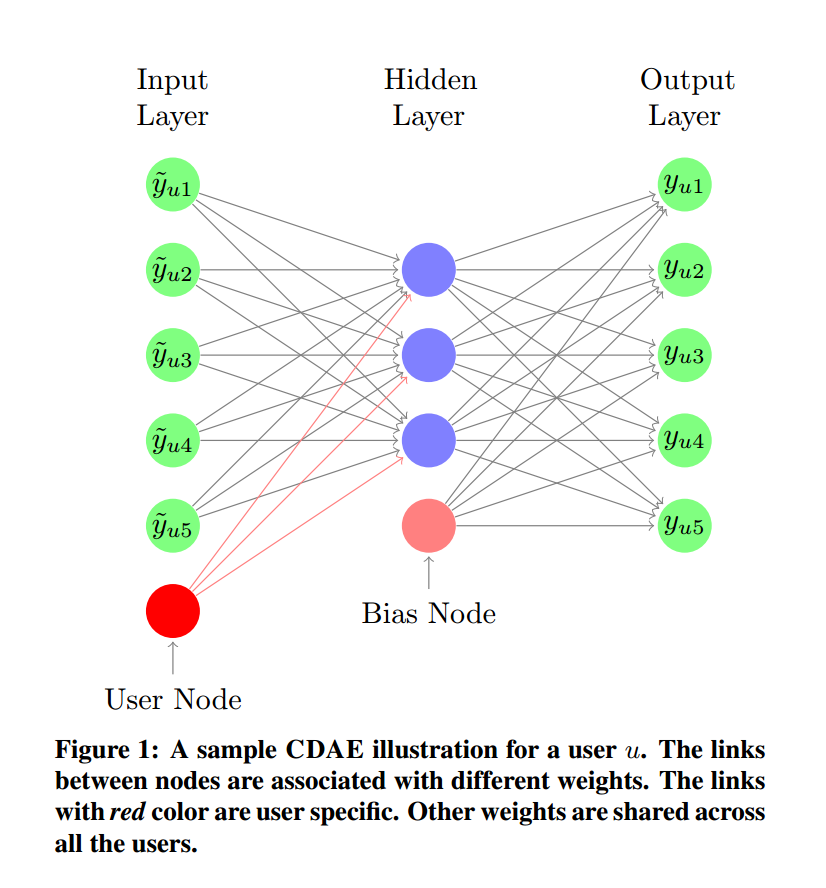 Input Hidden Output
Layer Layer Layer
ỹu1 yu1
ỹu2 yu2
ỹu3 yu3
ỹu4 yu4
ỹu5 yu5
Bias Node
User Node
Figure 1: A sample CDAE illustration for a user u. The links
between nodes are associated with different weights. The links
with red color are user specific. Other weights are shared across
all the users.